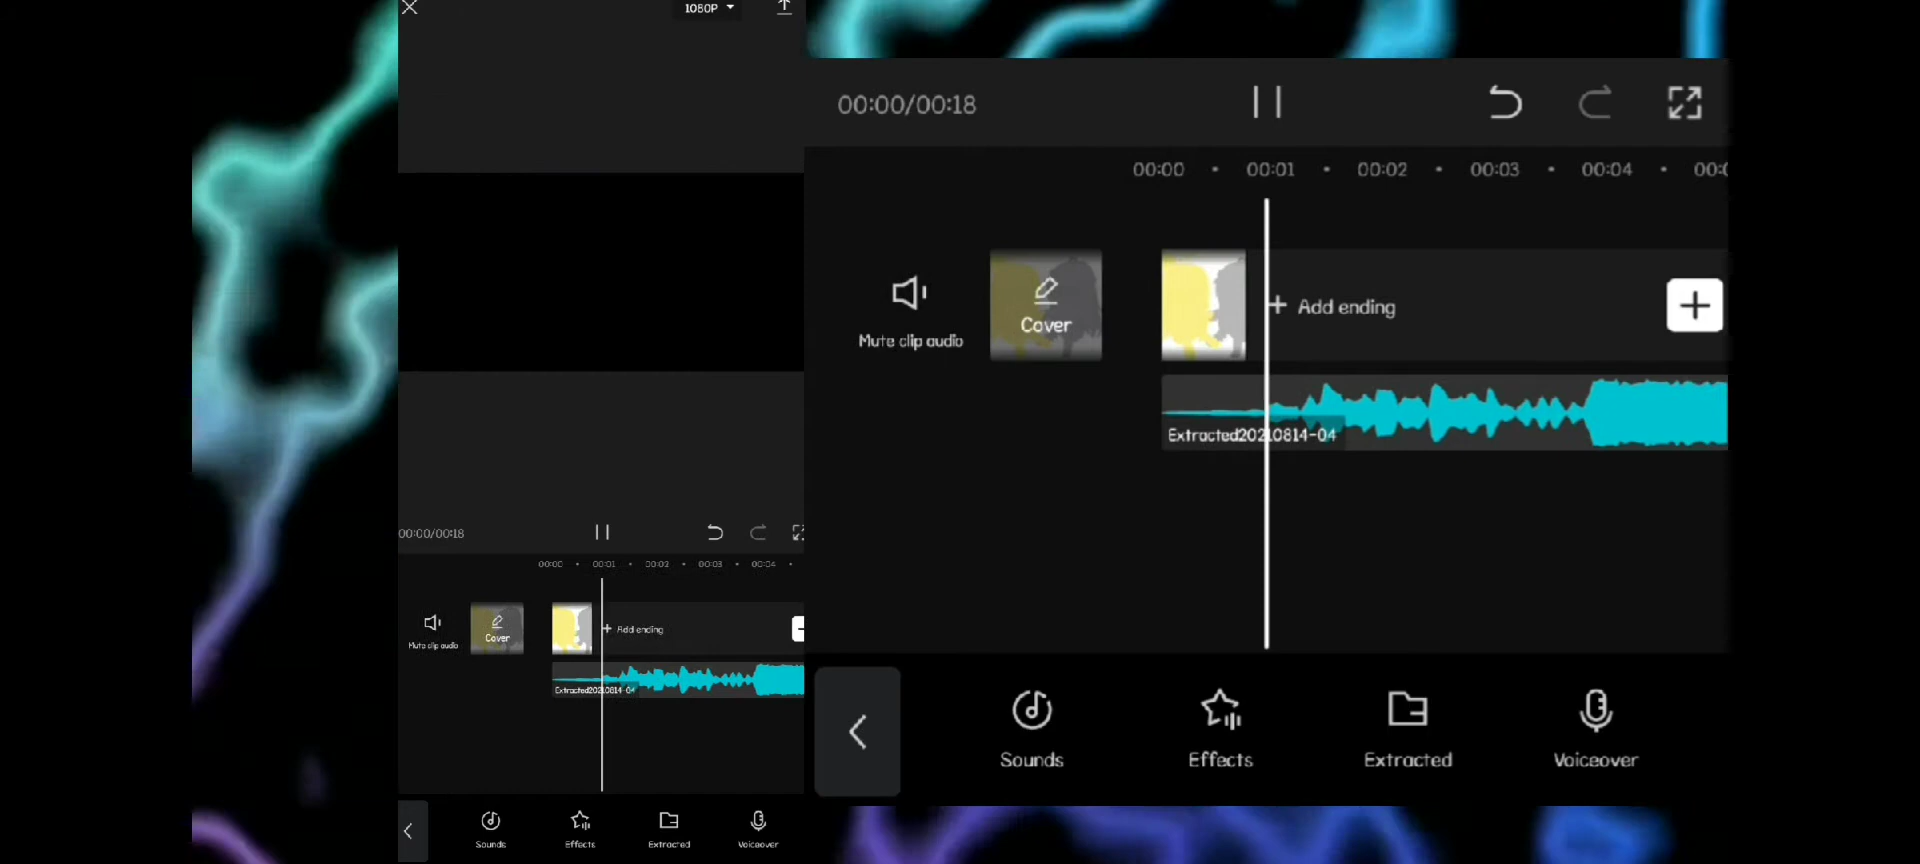 1080P
00:00/00:18
00:00 00:01 00:02 00:03 00:04
Mute clip audio
Cover
Add ending
Extracted20210814-04
Sounds Effects Extracted Voiceover
00:00/00:18
00:00 00:01 00:02 00:03 00:04 00:0
Mute clip audio
Cover
Add ending
Extracted20210814-04
Sounds Effects Extracted Voiceover